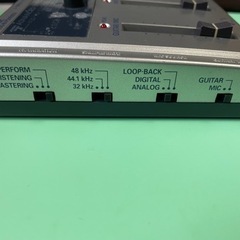 PERFORM
LISTENING
MASTERING
48 kHz
44.1 kHz
32 kHz
LOOP-BACK
DIGITAL
ANALOG
GUITAR
MIC